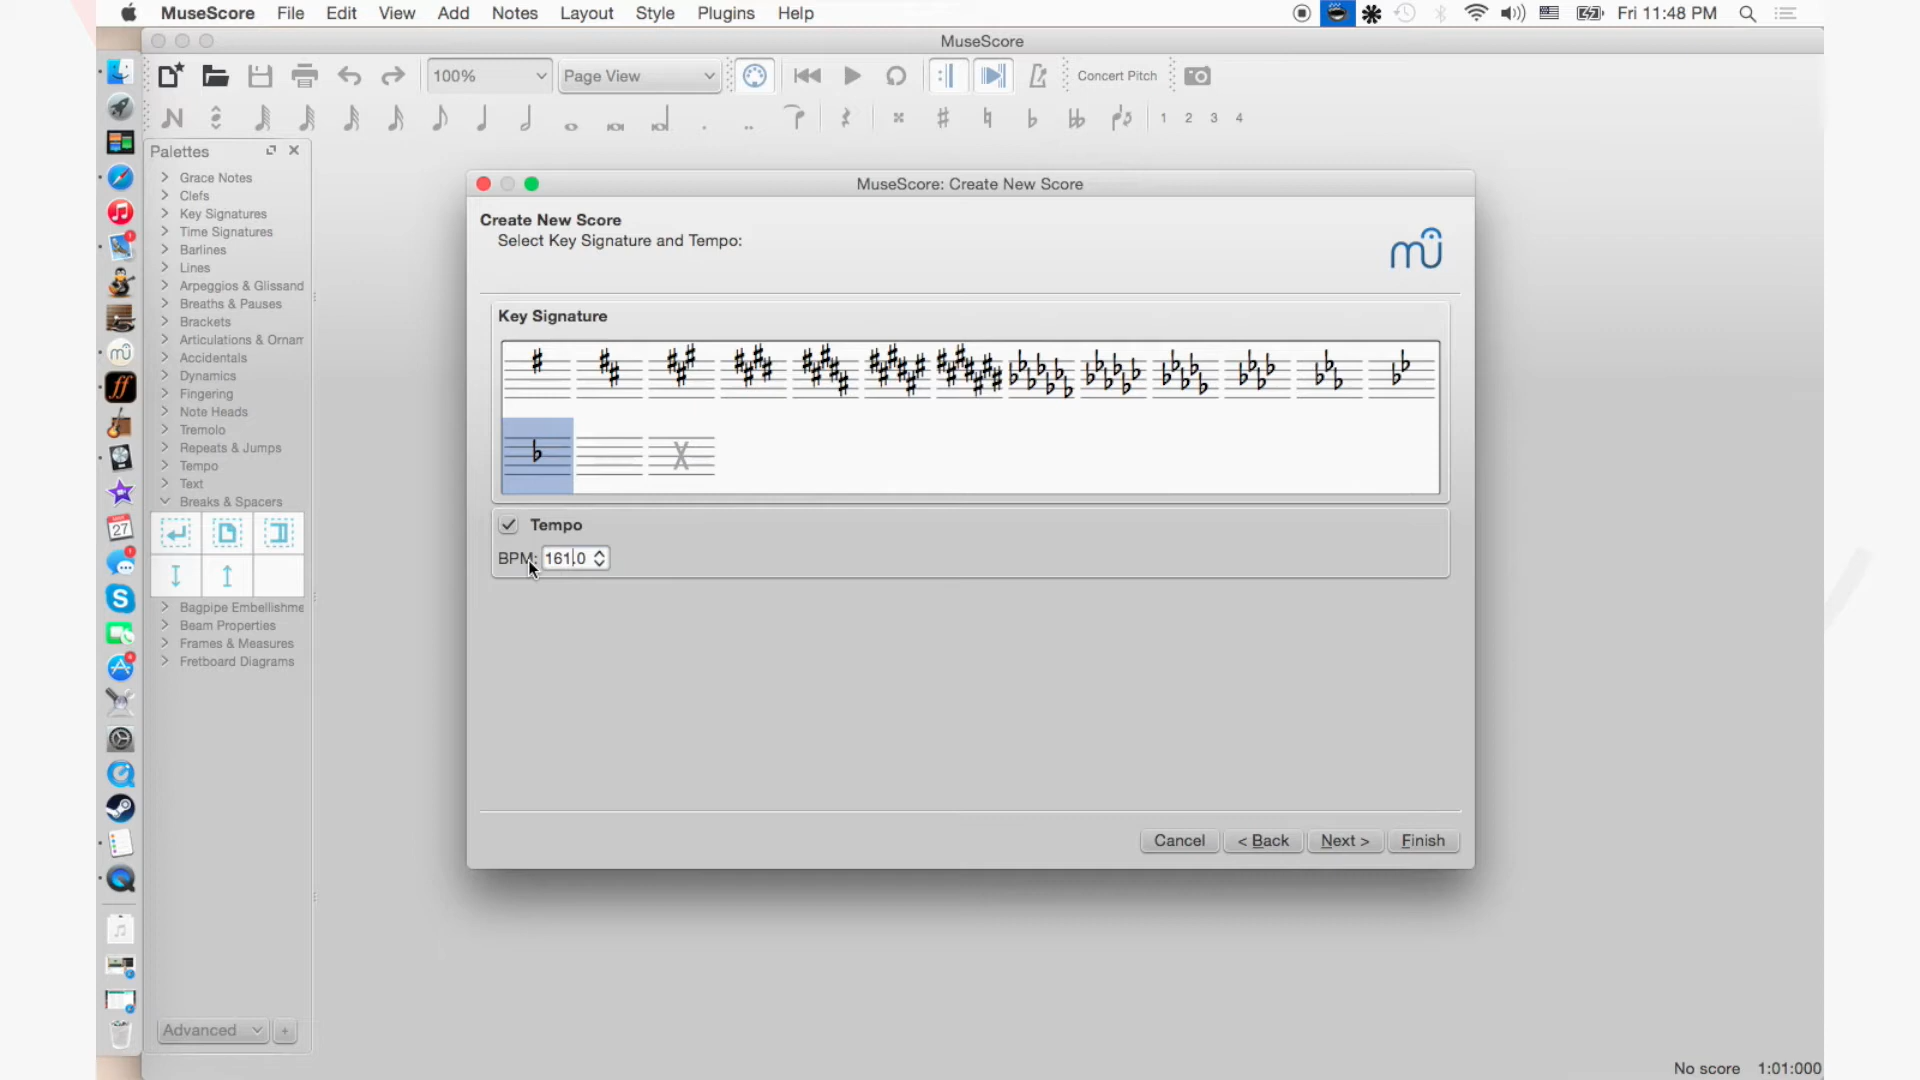 MuseScore File Edit View Add Notes Layout Style Plugins Help Fri 11:48 PM
MuseScore
100% Page View Concert Pitch
1 2 3 4
Palettes
Grace Notes
Clefs
Key Signatures
Time Signatures
Barlines
Lines
Arpeggios & Glissand
Breaths & Pauses
Brackets
Articulations & Ornam
Accidentals
Dynamics
Fingering
Note Heads
Tremolo
Repeats & Jumps
Tempo
Text
Breaks & Spacers
Bagpipe Embellishme
Beam Properties
Frames & Measures
Fretboard Diagrams
Advanced +
MuseScore: Create New Score
Create New Score
Select Key Signature and Tempo:
Key Signature
Tempo
BPM: 161.0
Cancel < Back Next > Finish
No score 1:01:000
27